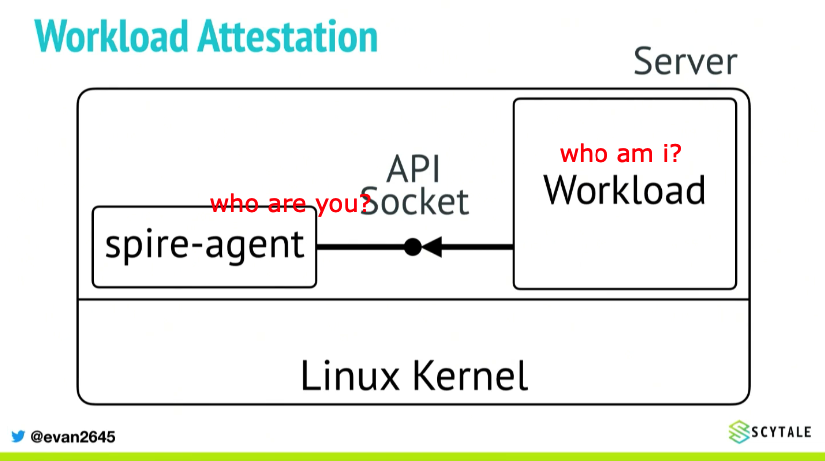 Workload Attestation
Server
who am i?
API
Workload
who are you?
Socket
spire-agent
Linux Kernel
@evan2645
SCYTALE